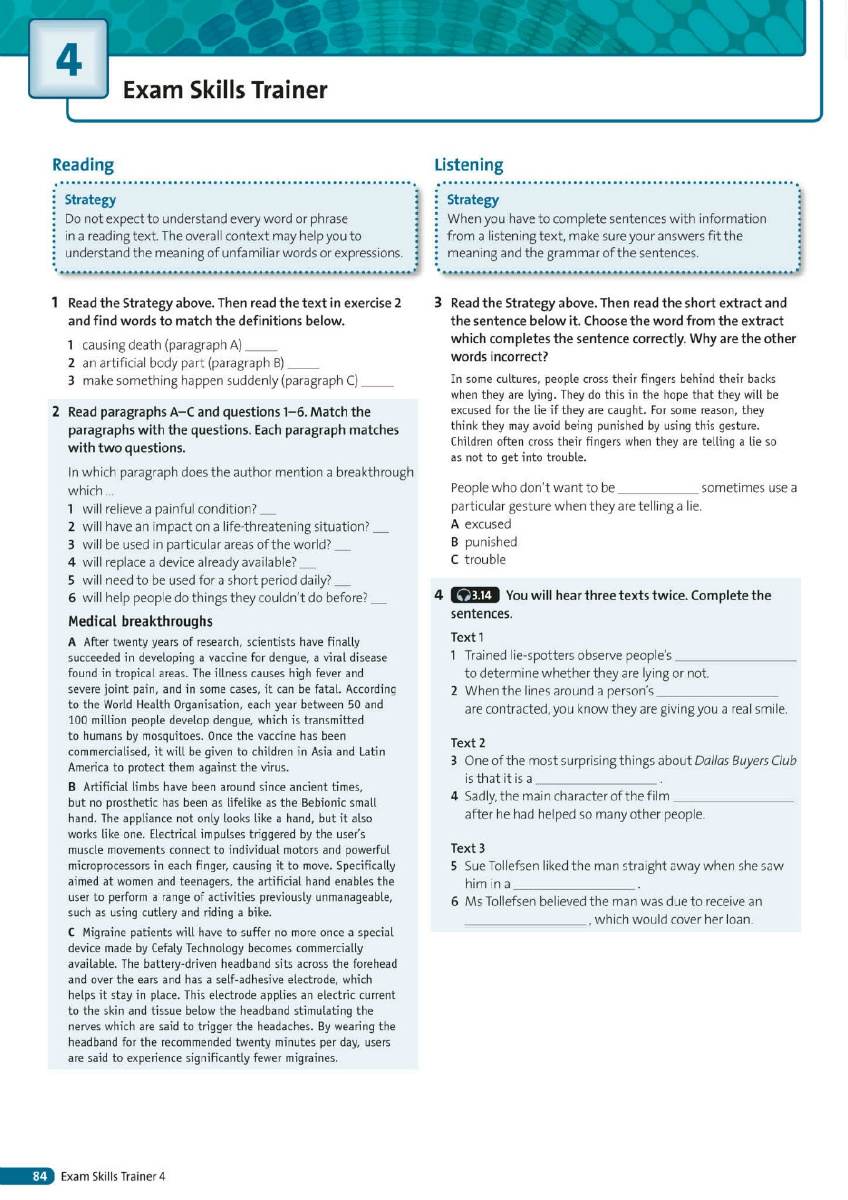 4
Exam Skills Trainer
Reading
Strategy
Do not expect to understand every word or phrase
in a reading text. The overall context may help you to
understand the meaning of unfamiliar words or expressions.
1 Read the Strategy above. Then read the text in exercise 2
and find words to match the definitions below.
1 causing death (paragraph A) _____
2 an artificial body part (paragraph B) _____
3 make something happen suddenly (paragraph C) _____
2 Read paragraphs A–C and questions 1–6. Match the
paragraphs with the questions. Each paragraph matches
with two questions.
In which paragraph does the author mention a breakthrough
which ...
1 will relieve a painful condition? __
2 will have an impact on a life-threatening situation? __
3 will be used in particular areas of the world? __
4 will replace a device already available? __
5 will need to be used for a short period daily? __
6 will help people do things they couldn't do before? __
Medical breakthroughs
A After twenty years of research, scientists have finally
succeeded in developing a vaccine for dengue, a viral disease
found in tropical areas. The illness causes high fever and
severe joint pain, and in some cases, it can be fatal. According
to the World Health Organisation, each year between 50 and
100 million people develop dengue, which is transmitted
to humans by mosquitoes. Once the vaccine has been
commercialised, it will be given to children in Asia and Latin
America to protect them against the virus.
B Artificial limbs have been around since ancient times,
but no prosthetic has been as lifelike as the Bebionic small
hand. The appliance not only looks like a hand, but it also
works like one. Electrical impulses triggered by the user's
muscle movements connect to individual motors and powerful
microprocessors in each finger, causing it to move. Specifically
aimed at women and teenagers, the artificial hand enables the
user to perform a range of activities previously unmanageable,
such as using cutlery and riding a bike.
C Migraine patients will have to suffer no more once a special
device made by Cefaly Technology becomes commercially
available. The battery-driven headband sits across the forehead
and over the ears and has a self-adhesive electrode, which
helps it stay in place. This electrode applies an electric current
to the skin and tissue below the headband stimulating the
nerves which are said to trigger the headaches. By wearing the
headband for the recommended twenty minutes per day, users
are said to experience significantly fewer migraines.
Listening
Strategy
When you have to complete sentences with information
from a listening text, make sure your answers fit the
meaning and the grammar of the sentences.
3 Read the Strategy above. Then read the short extract and
the sentence below it. Choose the word from the extract
which completes the sentence correctly. Why are the other
words incorrect?
In some cultures, people cross their fingers behind their backs
when they are lying. They do this in the hope that they will be
excused for the lie if they are caught. For some reason, they
think they may avoid being punished by using this gesture.
Children often cross their fingers when they are telling a lie so
as not to get into trouble.
People who don't want to be ___________ sometimes use a
particular gesture when they are telling a lie.
A excused
B punished
C trouble
4 3.14 You will hear three texts twice. Complete the
sentences.
Text 1
1 Trained lie-spotters observe people's _________________
to determine whether they are lying or not.
2 When the lines around a person's _________________
are contracted, you know they are giving you a real smile.
Text 2
3 One of the most surprising things about Dallas Buyers Club
is that it is a _________________ .
4 Sadly, the main character of the film _________________
after he had helped so many other people.
Text 3
5 Sue Tollefsen liked the man straight away when she saw
him in a _________________ .
6 Ms Tollefsen believed the man was due to receive an
_________________ , which would cover her loan.
84 Exam Skills Trainer 4